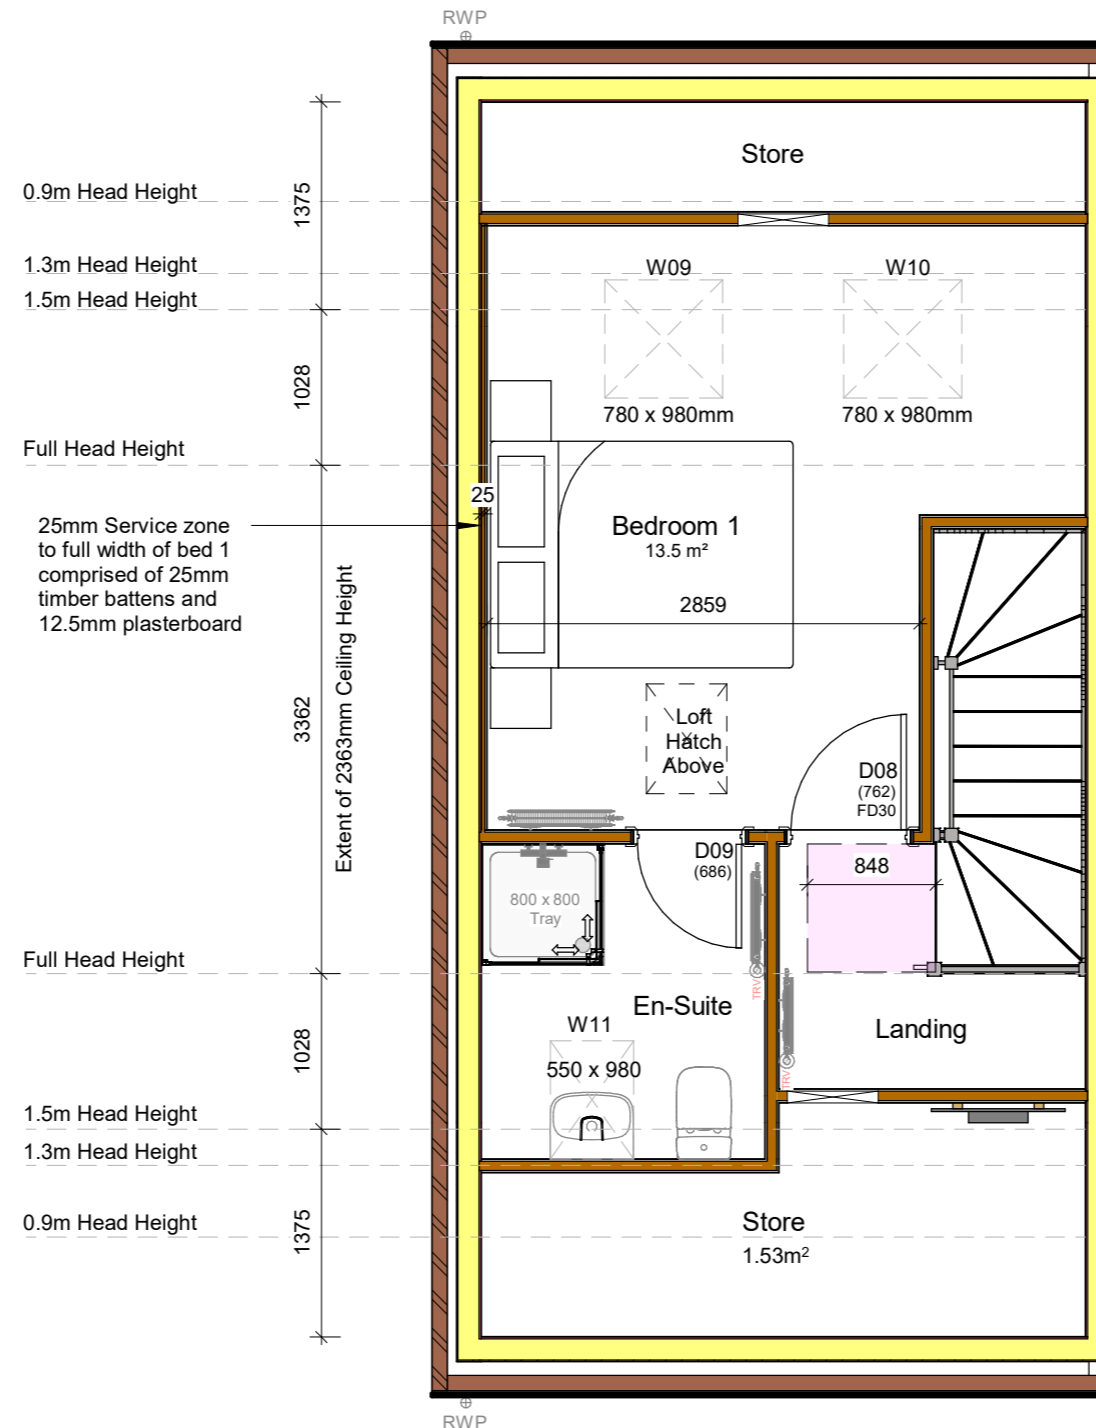 RWP
Store
0.9m Head Height
1375
1.3m Head Height
W09
W10
1.5m Head Height
1028
780 x 980mm
780 x 980mm
Full Head Height
25
25mm Service zone
to full width of bed 1
comprised of 25mm
timber battens and
12.5mm plasterboard
Bedroom 1
13.5 m²
2859
Extent of 2363mm Ceiling Height
3362
Loft
Hatch
Above
D08
(762)
FD30
D09
(686)
848
800 x 800
Tray
Full Head Height
TRV
En-Suite
W11
Landing
1028
550 x 980
TRV
1.5m Head Height
1.3m Head Height
0.9m Head Height
1375
Store
1.53m²
RWP